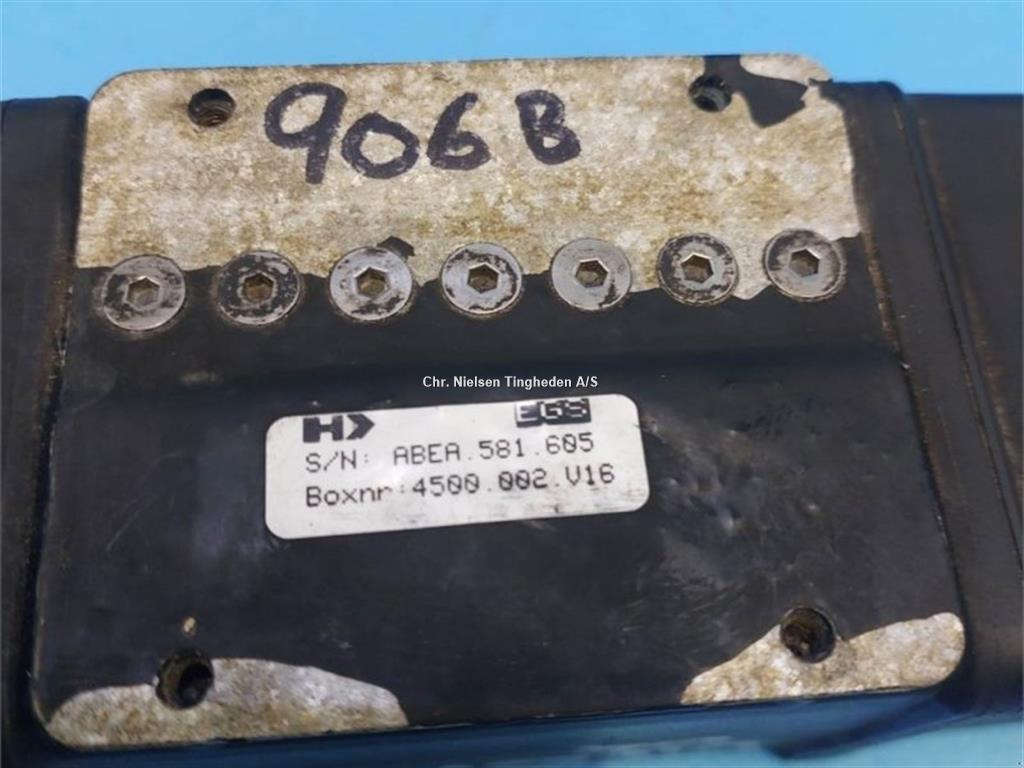 906B
Chr. Nielsen Tingheden A/S
H EGS
S/N: ABEA.581.605
Boxnr:4500.002.V16